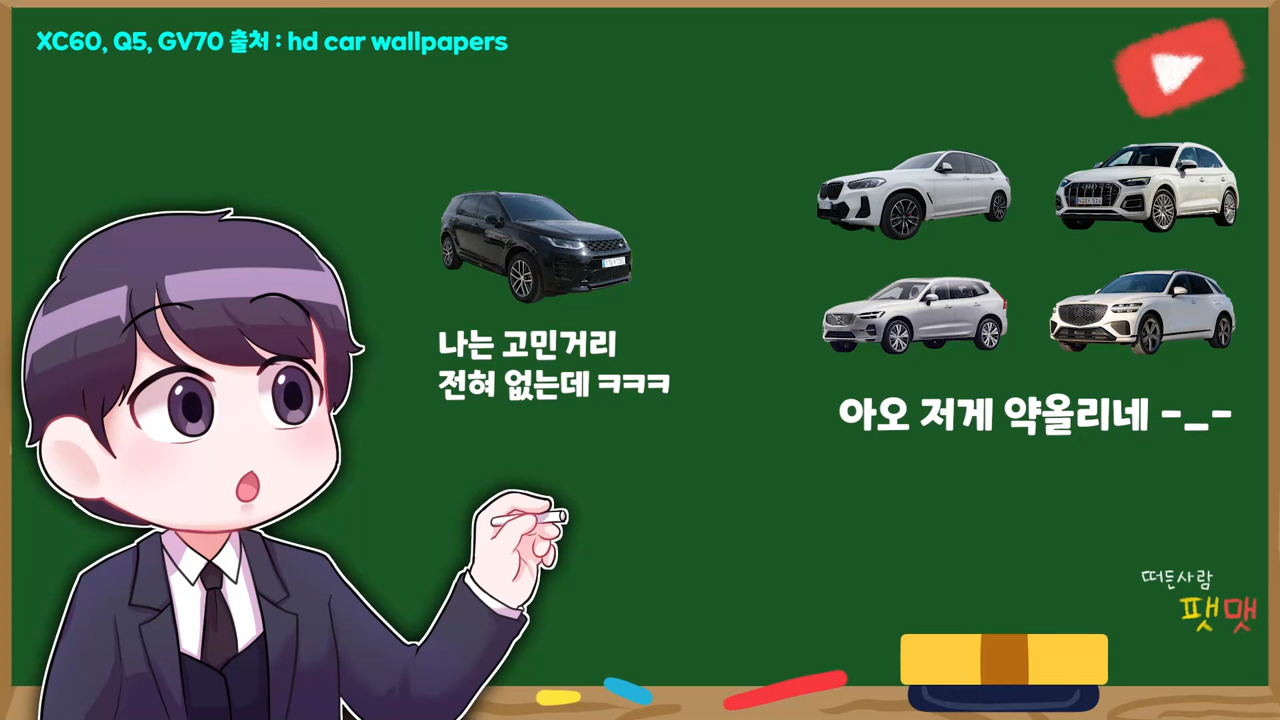 XC60, Q5, GV70 출처 : hd car wallpapers
나는 고민거리
전혀 없는데 ㅋㅋㅋ
아오 저게 약올리네 -_-
떠든사람
팻맷